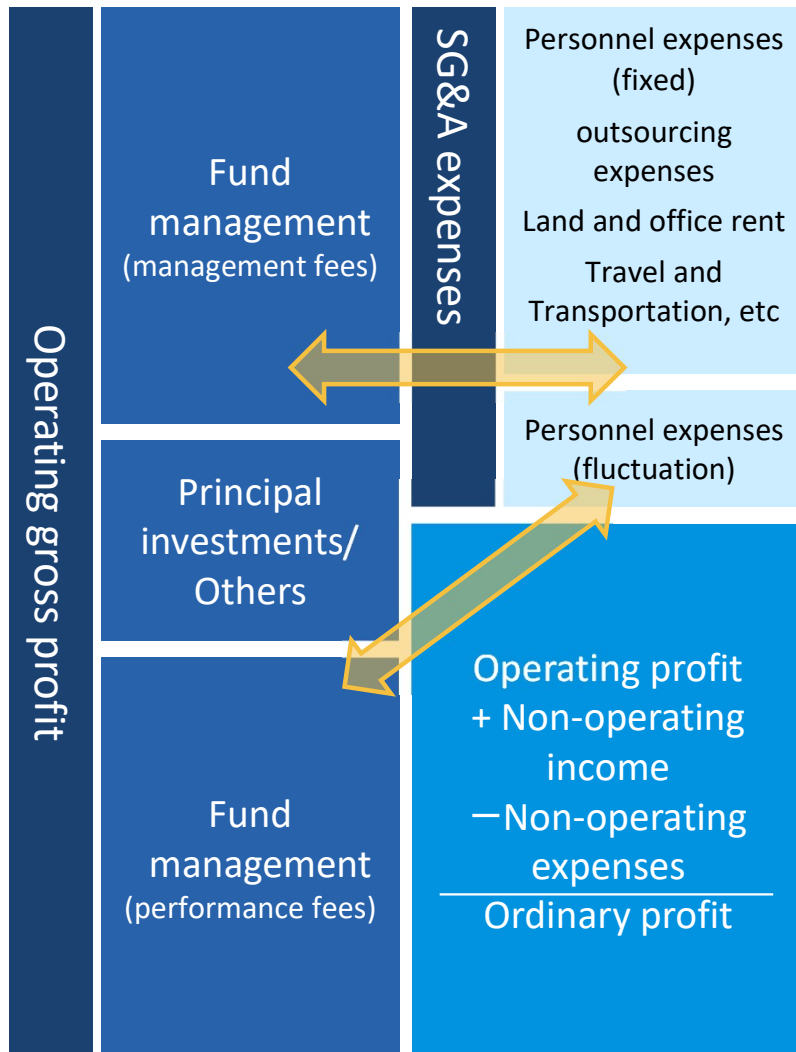 Operating gross profit
Fund
management
(management fees)
Principal
investments/
Others
Fund
management
(performance fees)
SG&A expenses
Personnel expenses
(fixed)
outsourcing
expenses
Land and office rent
Travel and
Transportation, etc
Personnel expenses
(fluctuation)
Operating profit
+ Non-operating
income
－Non-operating
expenses
Ordinary profit